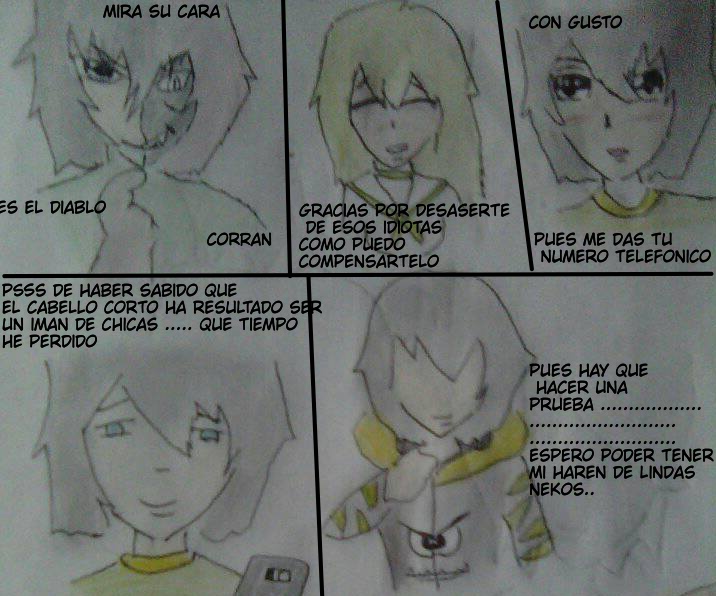 MIRA SU CARA
ES EL DIABLO
CORRAN
GRACIAS POR DESASERTE
DE ESOS IDIOTAS
COMO PUEDO
COMPENSARTELO
CON GUSTO
PUES ME DAS TU
NUMERO TELEFONICO
PSSS DE HABER SABIDO QUE
EL CABELLO CORTO HA RESULTADO SER
UN IMAN DE CHICAS ..... QUE TIEMPO
HE PERDIDO
PUES HAY QUE
HACER UNA
PRUEBA ..................
..........................
..........................
ESPERO PODER TENER
MI HAREN DE LINDAS
NEKOS..